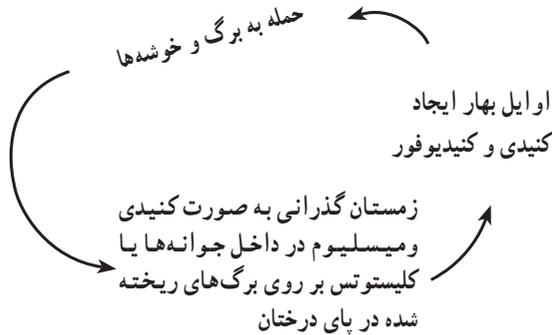 حمله به برگ و خوشه‌ها
اوایل بهار ایجاد
کنیدی و کنیدیوفور
زمستان گذرانی به صورت کنیدی
ومیسلیوم در داخل جوانه‌ها یا
کلیستوتس بر روی برگ‌های ریخته
شده در پای درختان